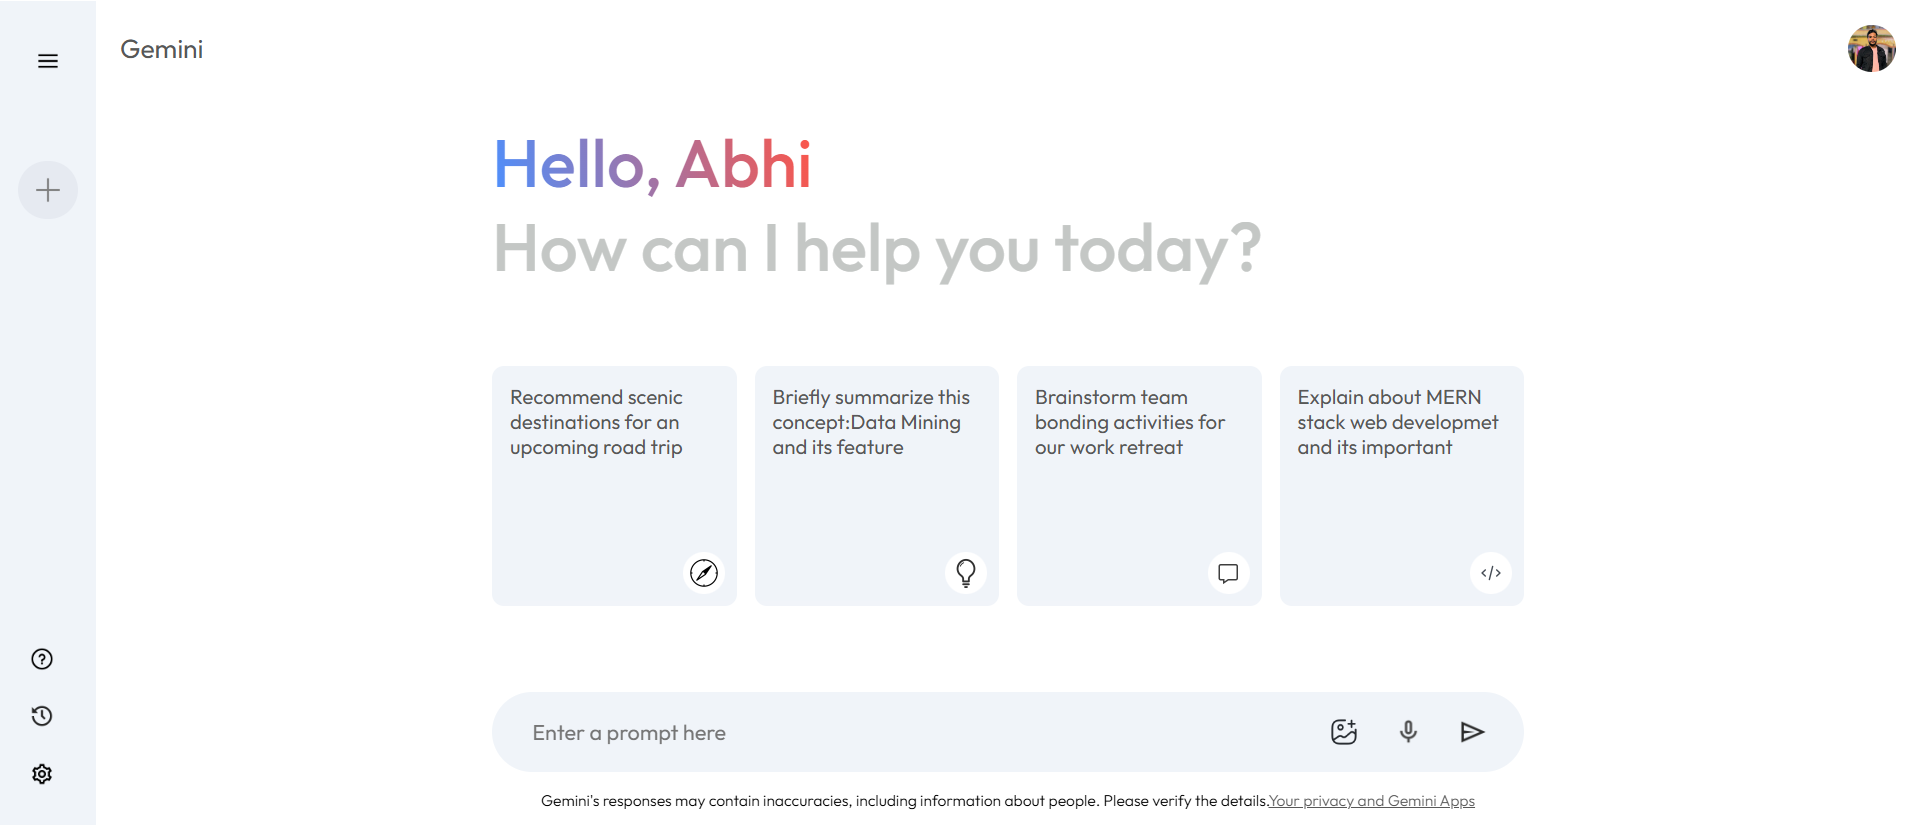 Gemini
Hello, Abhi
How can I help you today?
Recommend scenic
destinations for an
upcoming road trip
Briefly summarize this
concept:Data Mining
and its feature
Brainstorm team
bonding activities for
our work retreat
Explain about MERN
stack web developmet
and its important
Enter a prompt here
Gemini's responses may contain inaccuracies, including information about people. Please verify the details.Your privacy and Gemini Apps